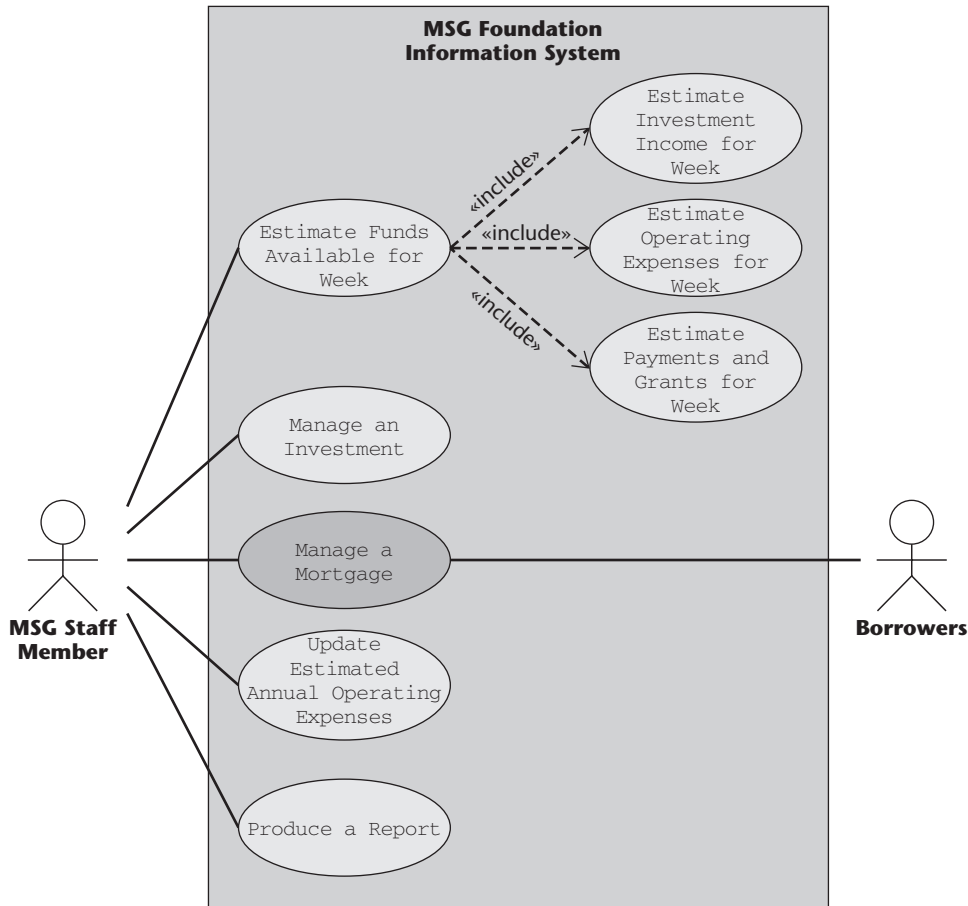 MSG Foundation
Information System
Estimate
Investment
Income for
Week
«include»
Estimate Funds
Available for
Week
«include»
Estimate
Operating
Expenses for
Week
«include»
Estimate
Payments and
Grants for
Week
Manage an
Investment
Manage a
Mortgage
MSG Staff
Member
Borrowers
Update
Estimated
Annual Operating
Expenses
Produce a Report